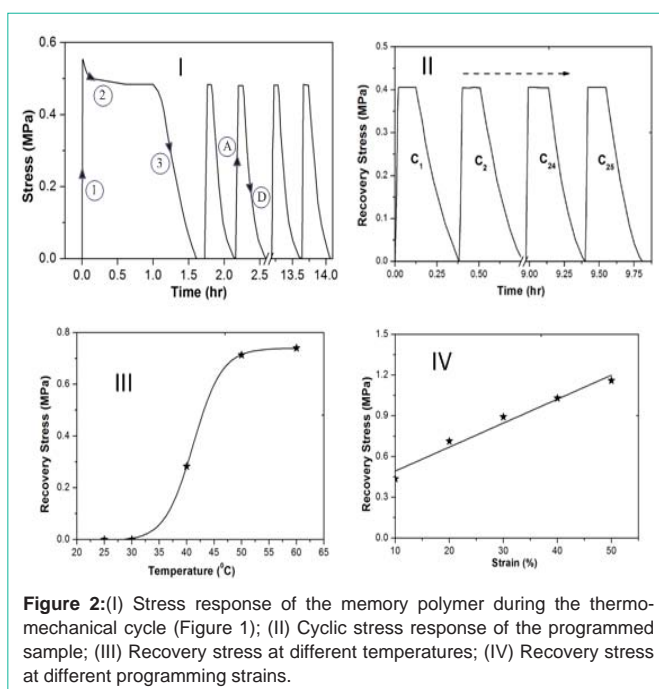 I
Stress (MPa)
0.6
0.4
0.2
0.0
1
2
3
A
D
0.0 0.5 1.0 1.5 2.0 2.5 13.5 14.0
Time (hr)
II
Recovery Stress (MPa)
0.5
0.4
0.3
0.2
0.1
0.0
C1 C2 C24 C25
0.00 0.25 0.50 9.00 9.25 9.50 9.75
Time (hr)
III
Recovery Stress (MPa)
0.8
0.6
0.4
0.2
0.0
20 25 30 35 40 45 50 55 60 65
Temperature (⁰C)
IV
Recovery Stress (MPa)
1.5
1.2
0.9
0.6
0.3
0.0
10 20 30 40 50
Strain (%)
Figure 2:(I) Stress response of the memory polymer during the thermo-
mechanical cycle (Figure 1); (II) Cyclic stress response of the programmed
sample; (III) Recovery stress at different temperatures; (IV) Recovery stress
at different programming strains.